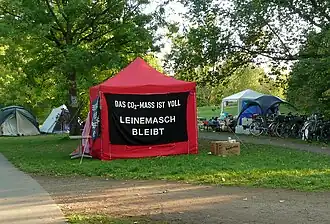 DAS CO₂-MASS IST VOLL
LEINEMASCH
BLEIBT